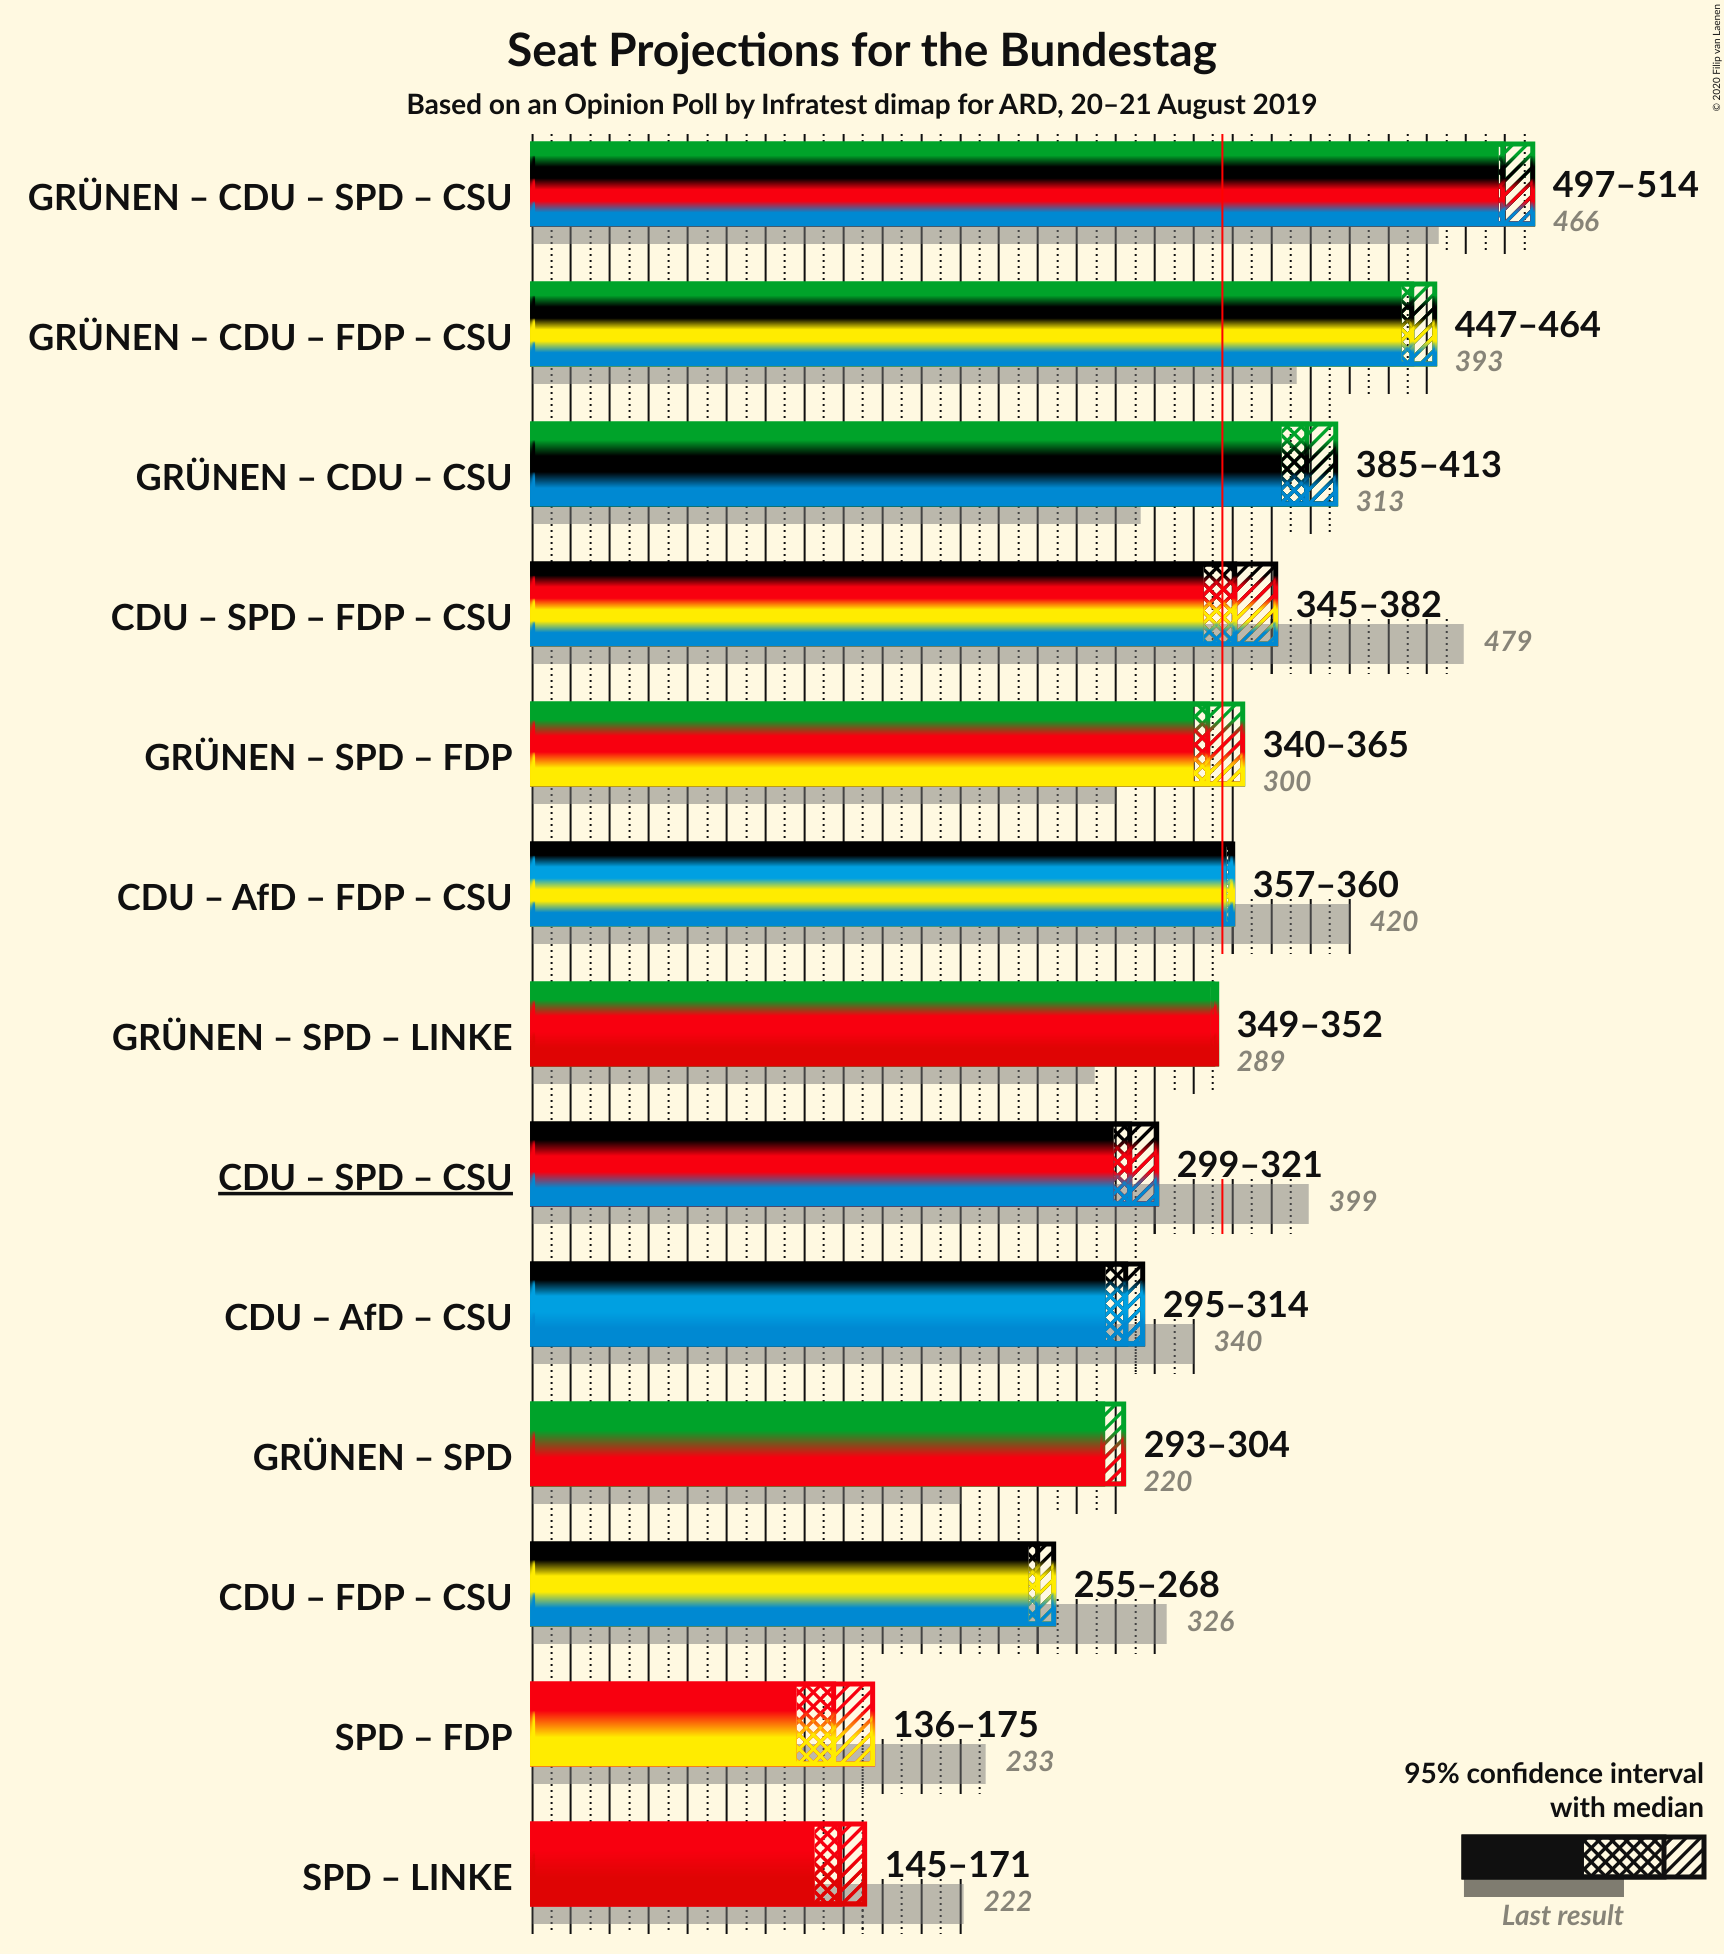 Seat Projections for the Bundestag
Based on an Opinion Poll by Infratest dimap for ARD, 20–21 August 2019
© 2020 Filip van Laenen
GRÜNEN – CDU – SPD – CSU
497–514
466
GRÜNEN – CDU – FDP – CSU
447–464
393
GRÜNEN – CDU – CSU
385–413
313
CDU – SPD – FDP – CSU
345–382
479
GRÜNEN – SPD – FDP
340–365
300
CDU – AfD – FDP – CSU
357–360
420
GRÜNEN – SPD – LINKE
349–352
289
CDU – SPD – CSU
299–321
399
CDU – AfD – CSU
295–314
340
GRÜNEN – SPD
293–304
220
CDU – FDP – CSU
255–268
326
SPD – FDP
136–175
233
SPD – LINKE
145–171
222
95% confidence interval
with median
Last result